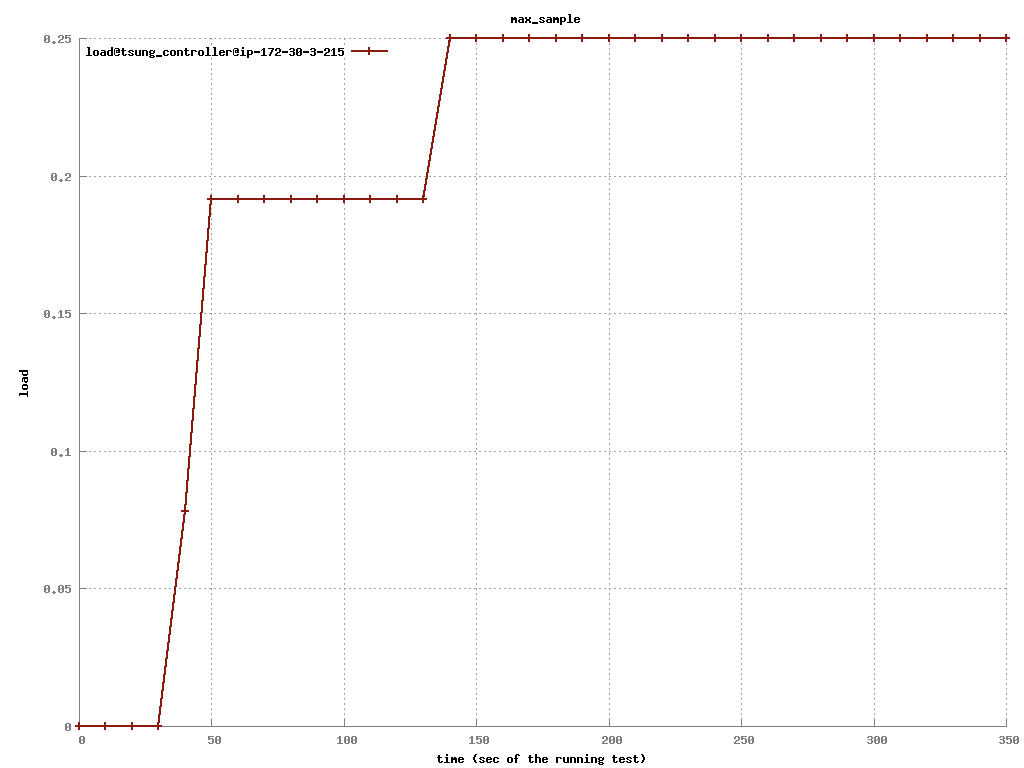 max_sample
load@tsung_controller@ip-172-30-3-215
0.25
0.2
0.15
0.1
0.05
0
load
0 50 100 150 200 250 300 350
time (sec of the running test)